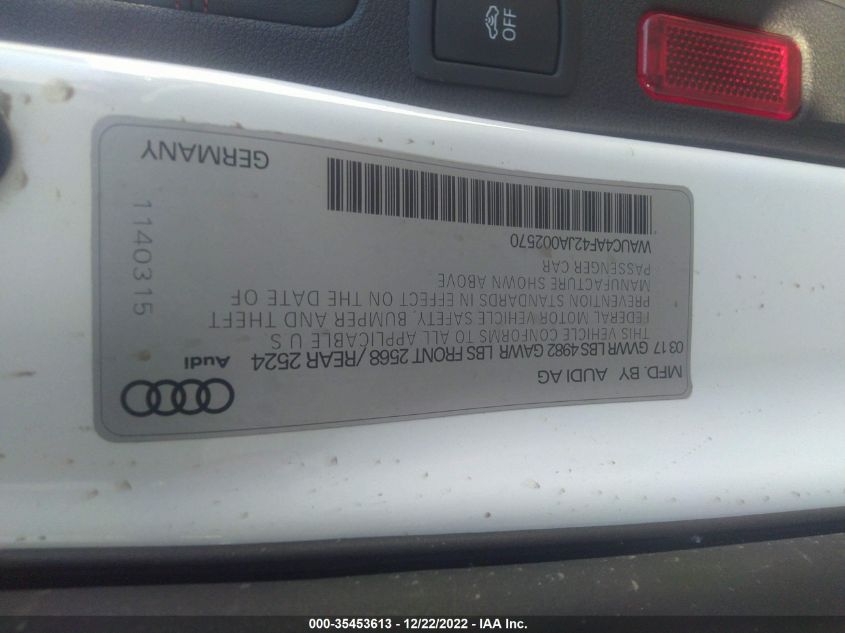 OFF
MFD. BY AUDI AG
03 17 GVWR LBS 4982 GAWR LBS FRONT 2568 / REAR 2524
Audi
THIS VEHICLE CONFORMS TO ALL APPLICABLE U S
FEDERAL MOTOR VEHICLE SAFETY, BUMPER AND THEFT
PREVENTION STANDARDS IN EFFECT ON THE DATE OF
MANUFACTURE SHOWN ABOVE
PASSENGER CAR
WAUC4AF42JA002570
1140315
GERMANY
000-35453613 - 12/22/2022 - IAA Inc.